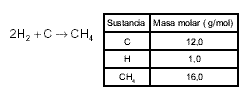 2H₂ + C → CH₄
Sustancia Masa molar ( g/mol)
C 12,0
H 1,0
CH₄ 16,0